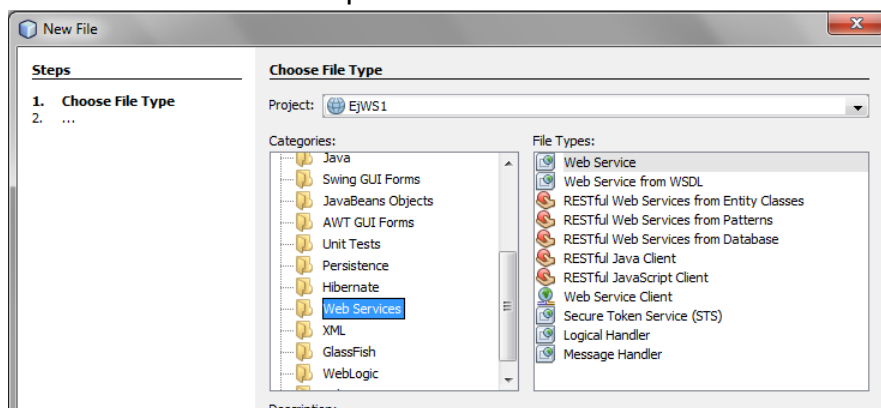 New File
Steps
1. Choose File Type
2. ...
Choose File Type
Project: EjWS1
Categories:
Java
Swing GUI Forms
JavaBeans Objects
AWT GUI Forms
Unit Tests
Persistence
Hibernate
Web Services
XML
GlassFish
WebLogic
File Types:
Web Service
Web Service from WSDL
RESTful Web Services from Entity Classes
RESTful Web Services from Patterns
RESTful Web Services from Database
RESTful Java Client
RESTful JavaScript Client
Web Service Client
Secure Token Service (STS)
Logical Handler
Message Handler